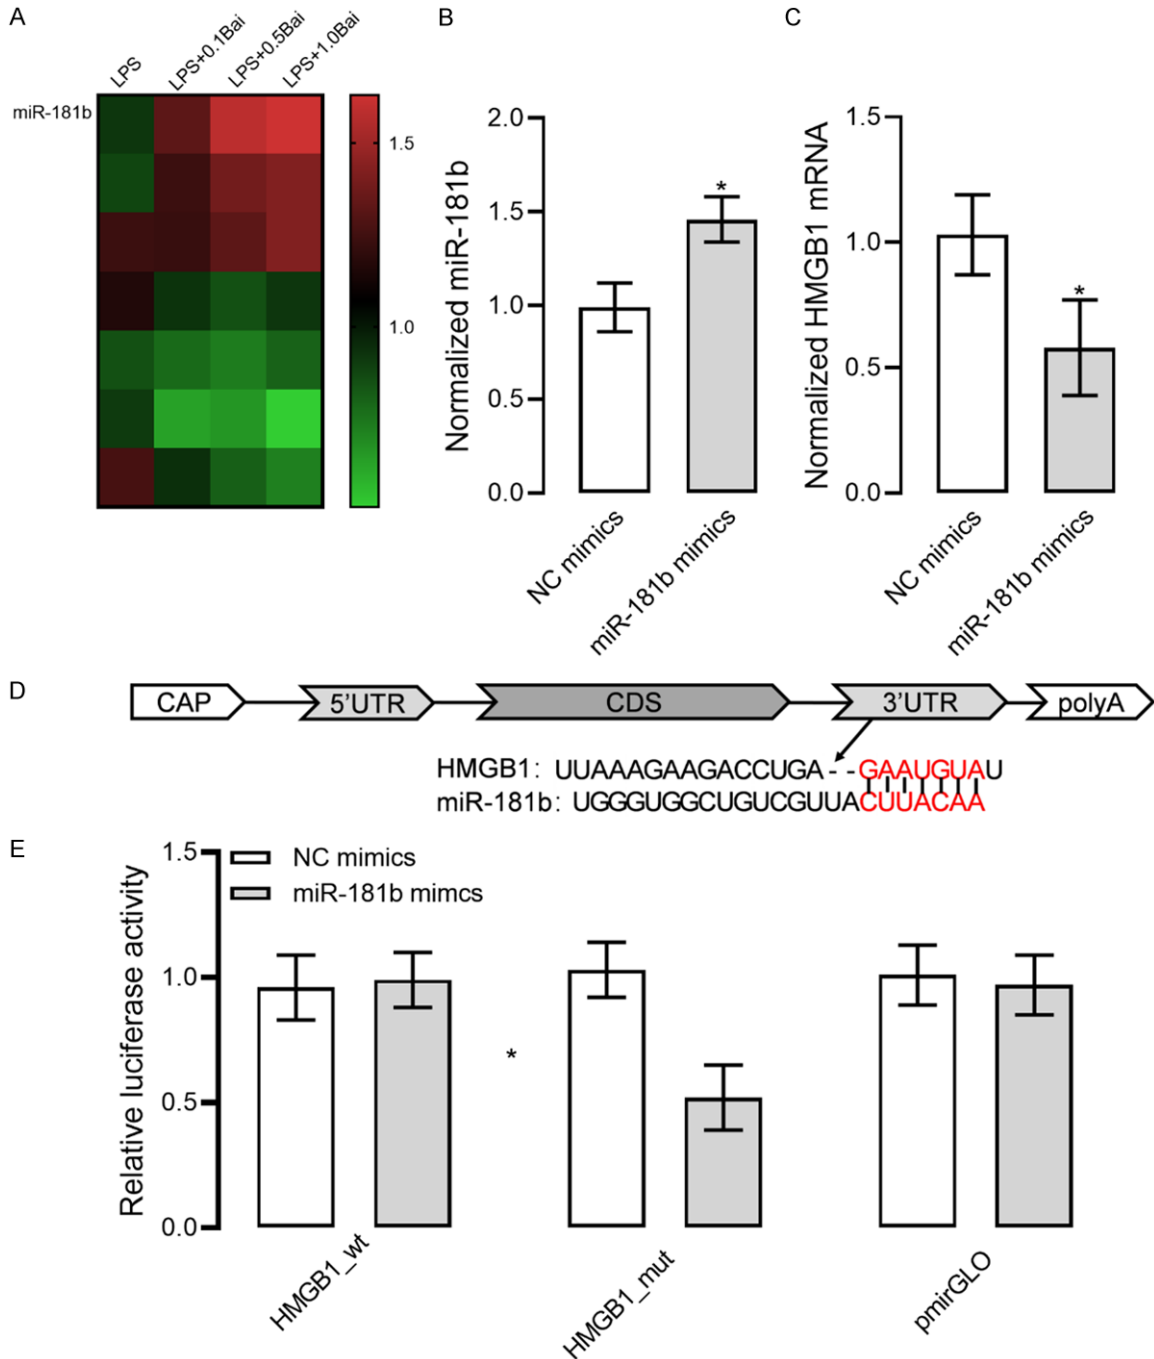 A
LPS
LPS+0.1Bai
LPS+0.5Bai
LPS+1.0Bai
miR-181b
1.5
1.0
B
Normalized miR-181b
2.0
1.5
1.0
0.5
0.0
*
NC mimics
miR-181b mimics
C
Normalized HMGB1 mRNA
1.5
1.0
0.5
0.0
*
NC mimics
miR-181b mimics
D
CAP
5'UTR
CDS
3'UTR
polyA
HMGB1: UUAAAGAAGACCUGA--GAAUGUAU
miR-181b: UGGGUGGCUGUCGUUACUUACAA
E
Relative luciferase activity
1.5
1.0
0.5
0.0
NC mimics
miR-181b mimcs
*
HMGB1_wt
HMGB1_mut
pmirGLO